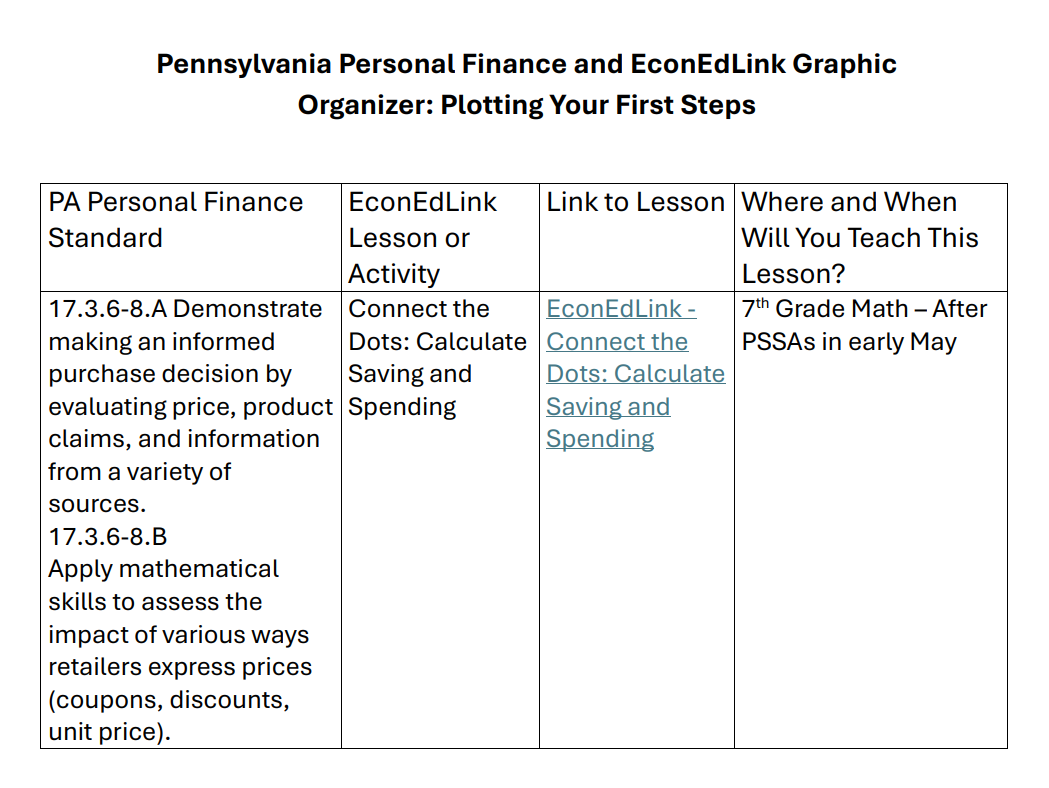 Pennsylvania Personal Finance and EconEdLink Graphic
Organizer: Plotting Your First Steps
PA Personal Finance
Standard
EconEdLink
Lesson or
Activity
Link to Lesson
Where and When
Will You Teach This
Lesson?
17.3.6-8.A Demonstrate
making an informed
purchase decision by
evaluating price, product
claims, and information
from a variety of
sources.
17.3.6-8.B
Apply mathematical
skills to assess the
impact of various ways
retailers express prices
(coupons, discounts,
unit price).
Connect the
Dots: Calculate
Saving and
Spending
EconEdLink -
Connect the
Dots: Calculate
Saving and
Spending
7th Grade Math – After
PSSAs in early May